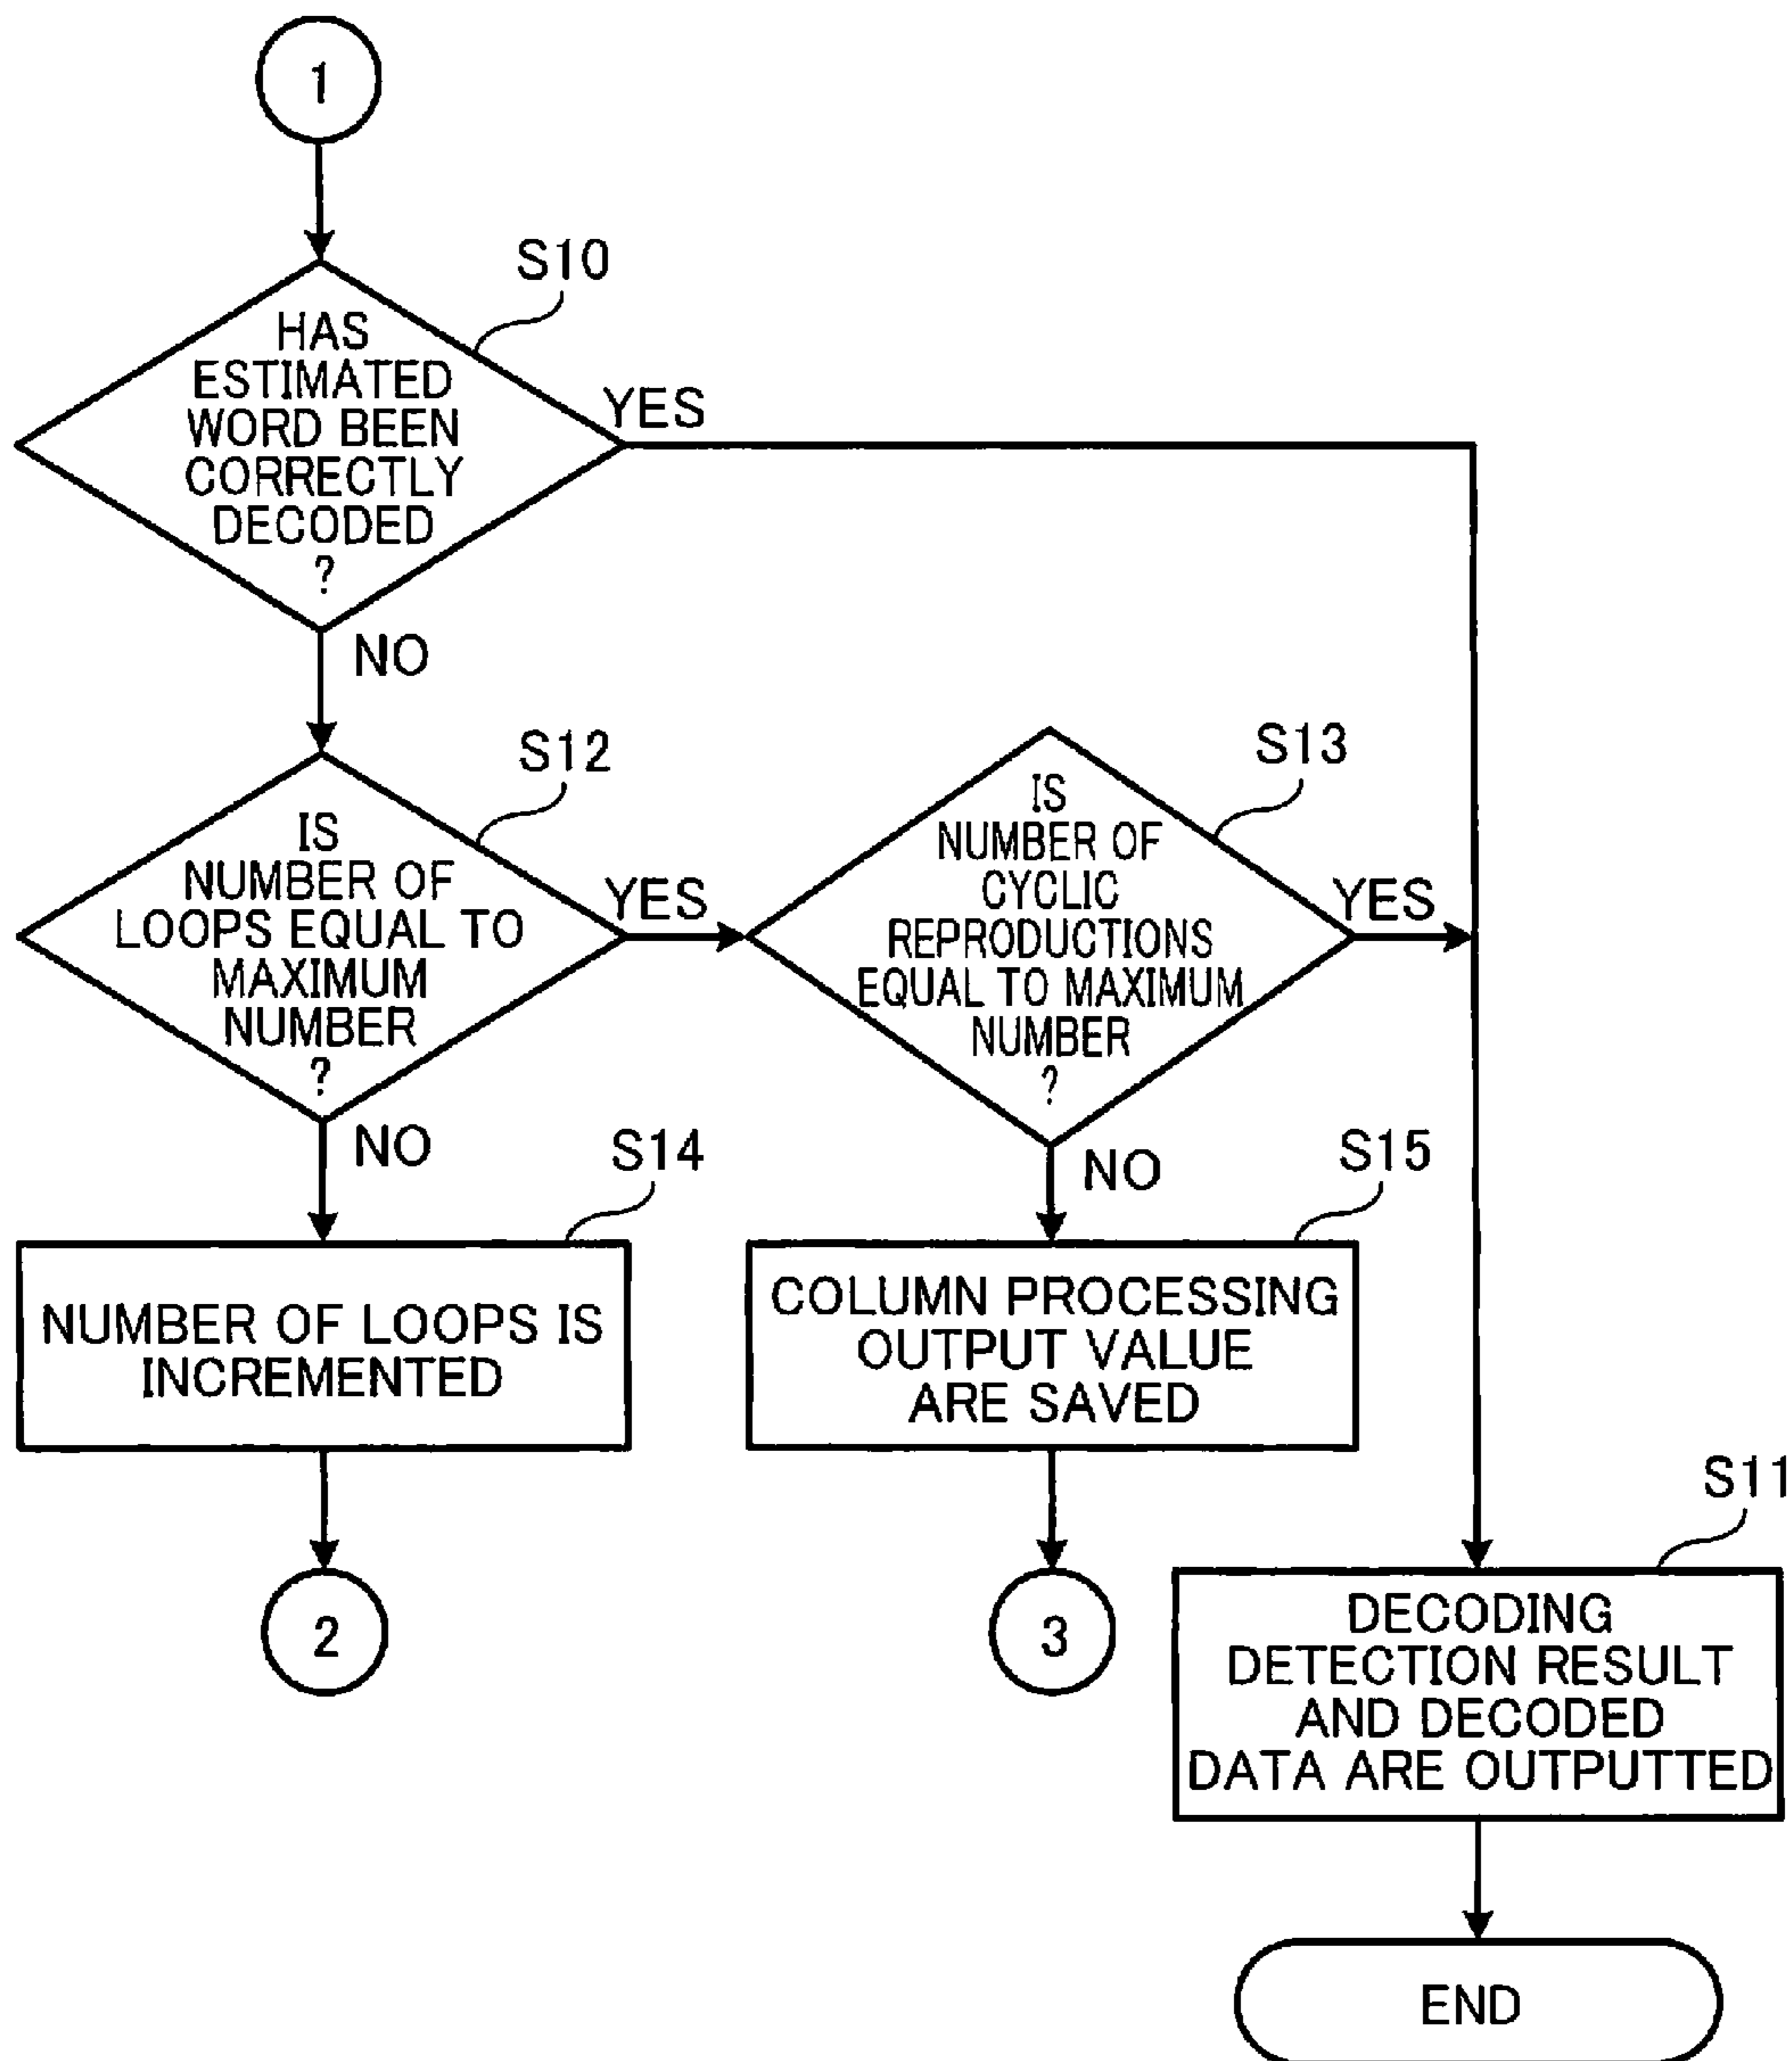 1
S10
HAS
ESTIMATED
WORD BEEN
CORRECTLY
DECODED
?
YES
NO
S12
IS
NUMBER OF
LOOPS EQUAL TO
MAXIMUM
NUMBER
?
YES
NO
S13
IS
NUMBER OF
CYCLIC
REPRODUCTIONS
EQUAL TO MAXIMUM
NUMBER
?
YES
NO
S14
NUMBER OF LOOPS IS
INCREMENTED
2
S15
COLUMN PROCESSING
OUTPUT VALUE
ARE SAVED
3
S11
DECODING
DETECTION RESULT
AND DECODED
DATA ARE OUTPUTTED
END